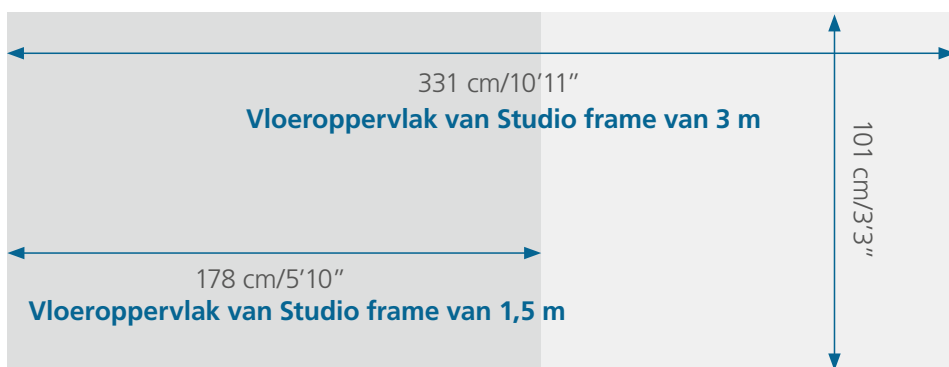 331 cm/10’11”
Vloeroppervlak van Studio frame van 3 m
101 cm/3’3”
178 cm/5’10”
Vloeroppervlak van Studio frame van 1,5 m